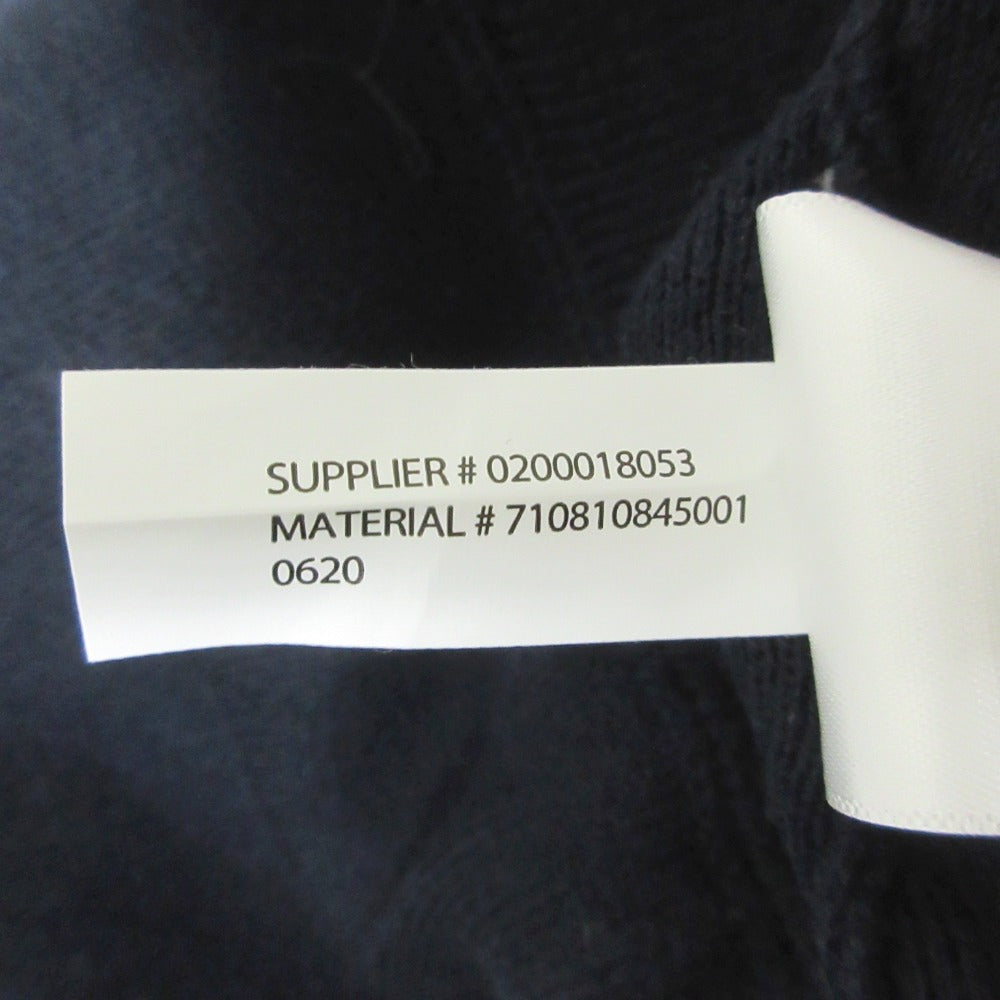 SUPPLIER # 0200018053
MATERIAL # 710810845001
0620